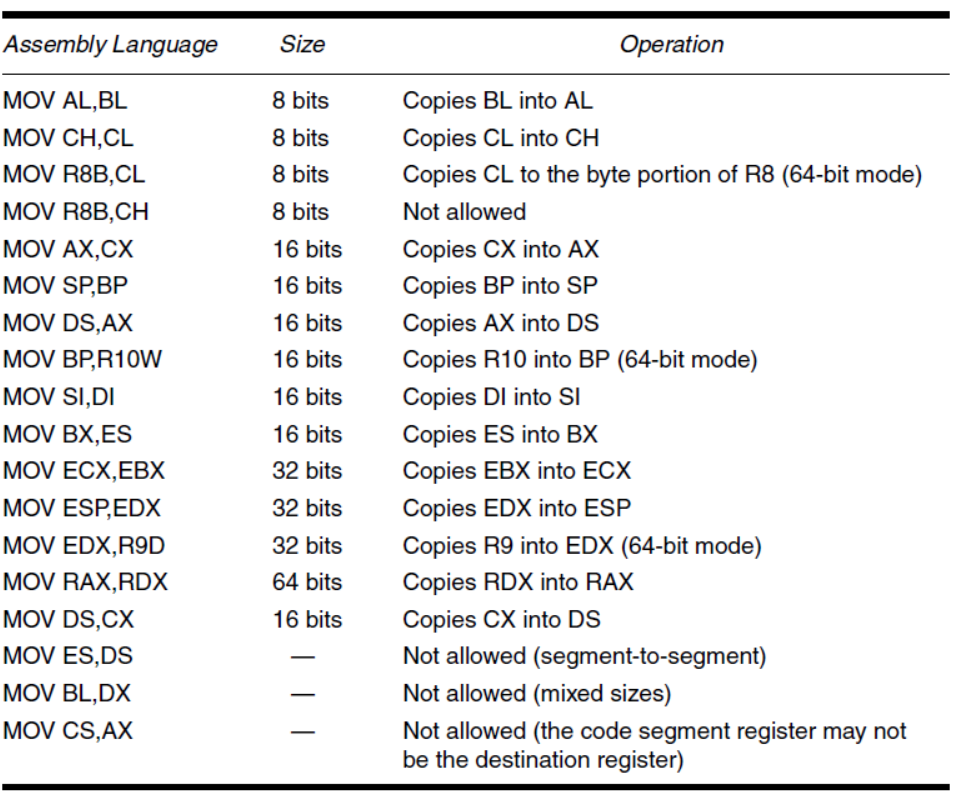 Assembly Language Size Operation
MOV AL,BL 8 bits Copies BL into AL
MOV CH,CL 8 bits Copies CL into CH
MOV R8B,CL 8 bits Copies CL to the byte portion of R8 (64-bit mode)
MOV R8B,CH 8 bits Not allowed
MOV AX,CX 16 bits Copies CX into AX
MOV SP,BP 16 bits Copies BP into SP
MOV DS,AX 16 bits Copies AX into DS
MOV BP,R10W 16 bits Copies R10 into BP (64-bit mode)
MOV SI,DI 16 bits Copies DI into SI
MOV BX,ES 16 bits Copies ES into BX
MOV ECX,EBX 32 bits Copies EBX into ECX
MOV ESP,EDX 32 bits Copies EDX into ESP
MOV EDX,R9D 32 bits Copies R9 into EDX (64-bit mode)
MOV RAX,RDX 64 bits Copies RDX into RAX
MOV DS,CX 16 bits Copies CX into DS
MOV ES,DS — Not allowed (segment-to-segment)
MOV BL,DX — Not allowed (mixed sizes)
MOV CS,AX — Not allowed (the code segment register may not
be the destination register)